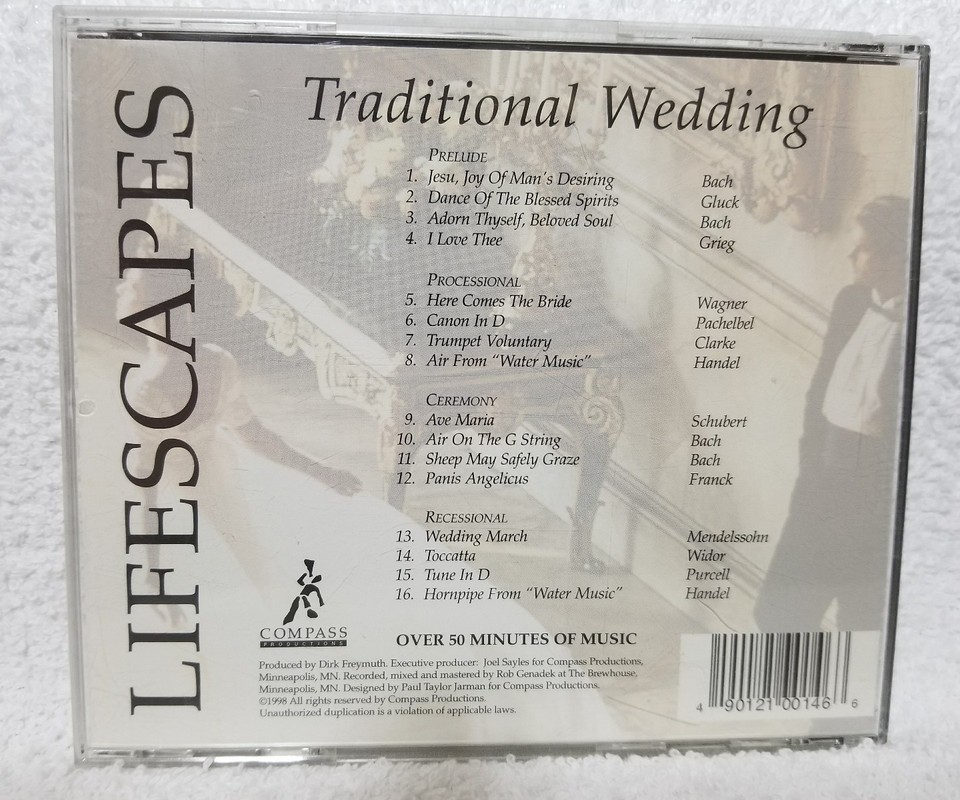 LIFESCAPES
Traditional Wedding
PRELUDE
1. Jesu, Joy Of Man's Desiring Bach
2. Dance Of The Blessed Spirits Gluck
3. Adorn Thyself, Beloved Soul Bach
4. I Love Thee Grieg
PROCESSIONAL
5. Here Comes The Bride Wagner
6. Canon In D Pachelbel
7. Trumpet Voluntary Clarke
8. Air From “Water Music” Handel
CEREMONY
9. Ave Maria Schubert
10. Air On The G String Bach
11. Sheep May Safely Graze Bach
12. Panis Angelicus Franck
RECESSIONAL
13. Wedding March Mendelssohn
14. Toccatta Widor
15. Tune In D Purcell
16. Hornpipe From “Water Music” Handel
COMPASS
PRODUCTIONS
OVER 50 MINUTES OF MUSIC
Produced by Dirk Freymuth. Executive producer: Joel Sayles for Compass Productions,
Minneapolis, MN. Recorded, mixed and mastered by Rob Genadek at The Brewhouse,
Minneapolis, MN. Designed by Paul Taylor Jarman for Compass Productions.
©1998 All rights reserved by Compass Productions.
Unauthorized duplication is a violation of applicable laws.
4 90121 00146 6